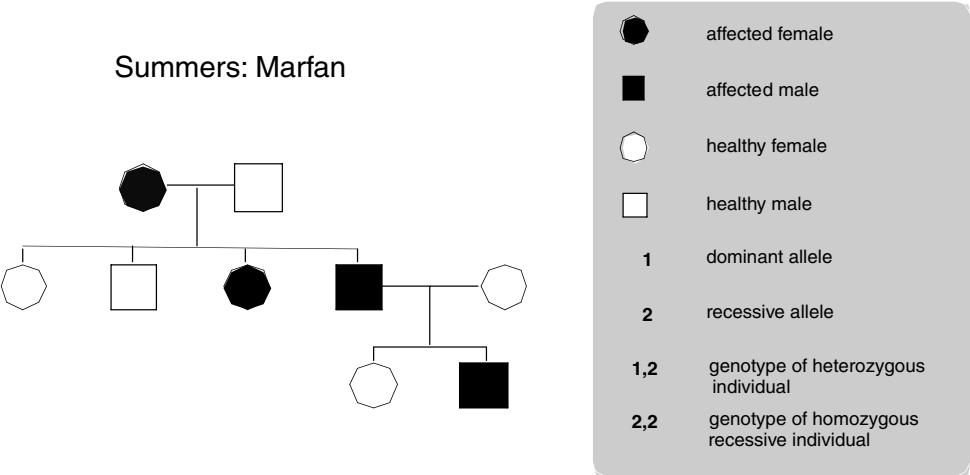 Summers: Marfan
affected female
affected male
healthy female
healthy male
1 dominant allele
2 recessive allele
1,2 genotype of heterozygous
individual
2,2 genotype of homozygous
recessive individual